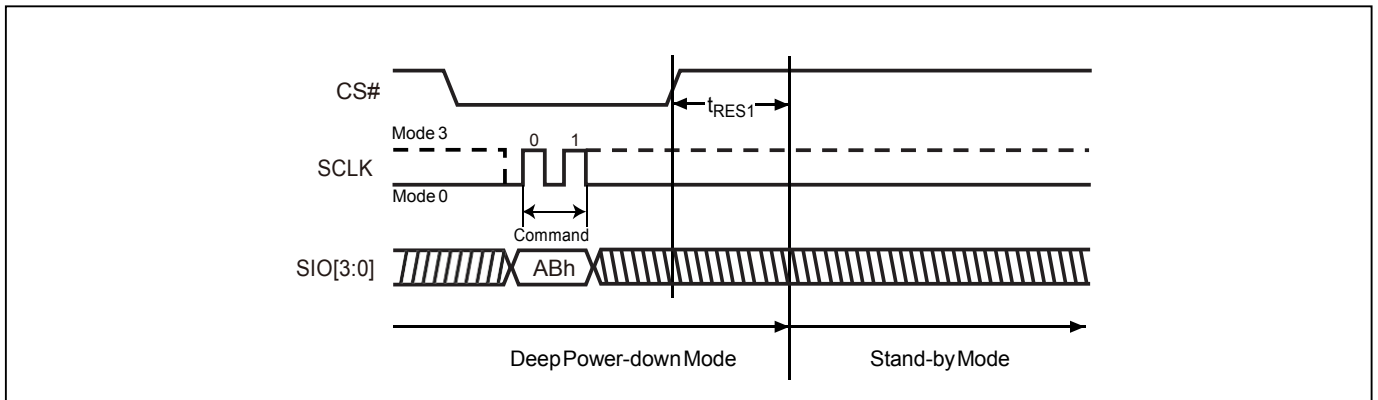 CS#
tRES1
Mode 3
0 1
SCLK
Mode 0
Command
SIO[3:0]
ABh
Deep Power-down Mode
Stand-by Mode